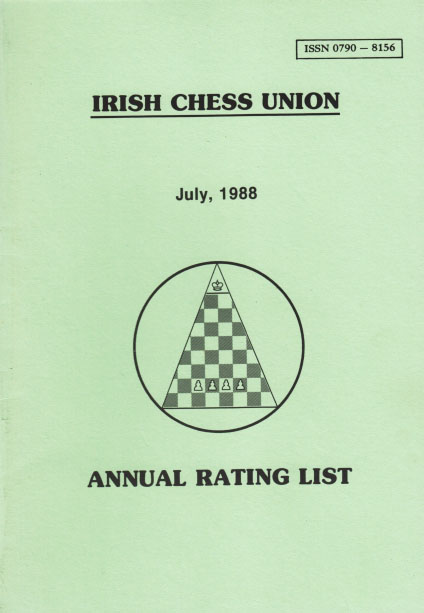 ISSN 0790 – 8156
IRISH CHESS UNION
July, 1988
ANNUAL RATING LIST